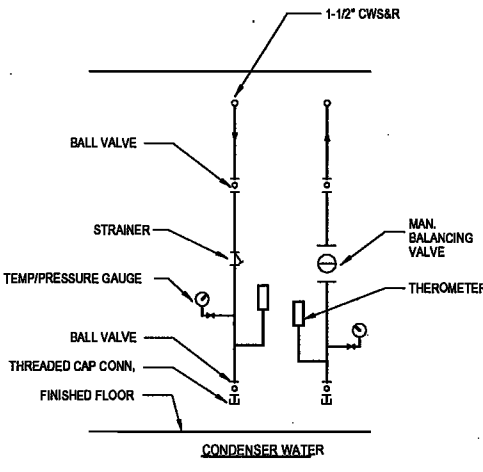 1-1/2" CWS&R
BALL VALVE
STRAINER
MAN.
BALANCING
VALVE
TEMP/PRESSURE GAUGE
THEROMETER
BALL VALVE
THREADED CAP CONN,
FINISHED FLOOR
CONDENSER WATER